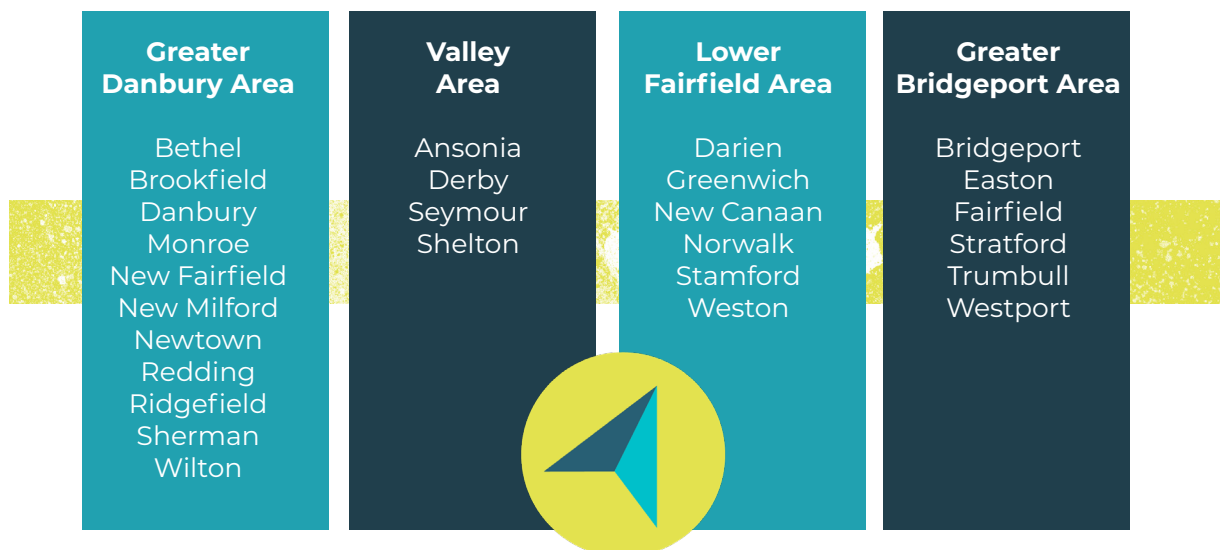 Greater
Danbury Area
Bethel
Brookfield
Danbury
Monroe
New Fairfield
New Milford
Newtown
Redding
Ridgefield
Sherman
Wilton
Valley
Area
Ansonia
Derby
Seymour
Shelton
Lower
Fairfield Area
Darien
Greenwich
New Canaan
Norwalk
Stamford
Weston
Greater
Bridgeport Area
Bridgeport
Easton
Fairfield
Stratford
Trumbull
Westport